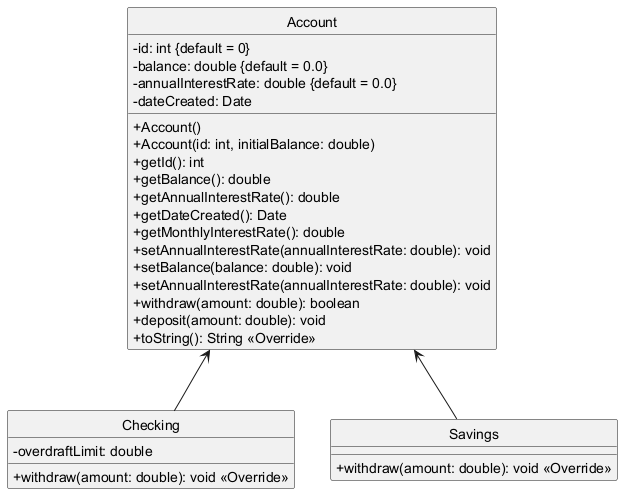 Account
-id: int {default = 0}
-balance: double {default = 0.0}
-annualInterestRate: double {default = 0.0}
-dateCreated: Date
+Account()
+Account(id: int, initialBalance: double)
+getId(): int
+getBalance(): double
+getAnnualInterestRate(): double
+getDateCreated(): Date
+getMonthlyInterestRate(): double
+setAnnualInterestRate(annualInterestRate: double): void
+setBalance(balance: double): void
+setAnnualInterestRate(annualInterestRate: double): void
+withdraw(amount: double): boolean
+deposit(amount: double): void
+toString(): String «Override»
Checking
-overdraftLimit: double
+withdraw(amount: double): void «Override»
Savings
+withdraw(amount: double): void «Override»